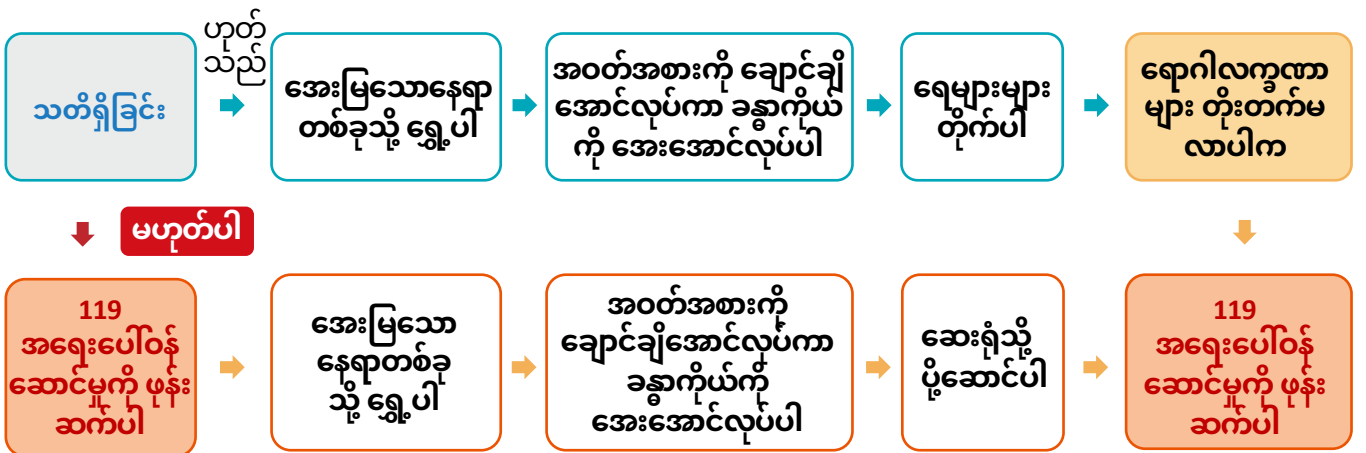 သတိရှိခြင်း
ဟုတ်
သည်
အေးမြသောနေရာ
တစ်ခုသို့ ရွှေ့ပါ
အဝတ်အစားကို ချောင်ချိ
အောင်လုပ်ကာ ခန္ဓာကိုယ်
ကို အေးအောင်လုပ်ပါ
ရေများများ
တိုက်ပါ
ရောဂါလက္ခဏာ
များ တိုးတက်မ
လာပါက
မဟုတ်ပါ
119
အရေးပေါ်ဝန်
ဆောင်မှုကို ဖုန်း
ဆက်ပါ
အေးမြသော
နေရာတစ်ခု
သို့ ရွှေ့ပါ
အဝတ်အစားကို
ချောင်ချိအောင်လုပ်ကာ
ခန္ဓာကိုယ်ကို
အေးအောင်လုပ်ပါ
ဆေးရုံသို့
ပို့ဆောင်ပါ
119
အရေးပေါ်ဝန်
ဆောင်မှုကို ဖုန်း
ဆက်ပါ